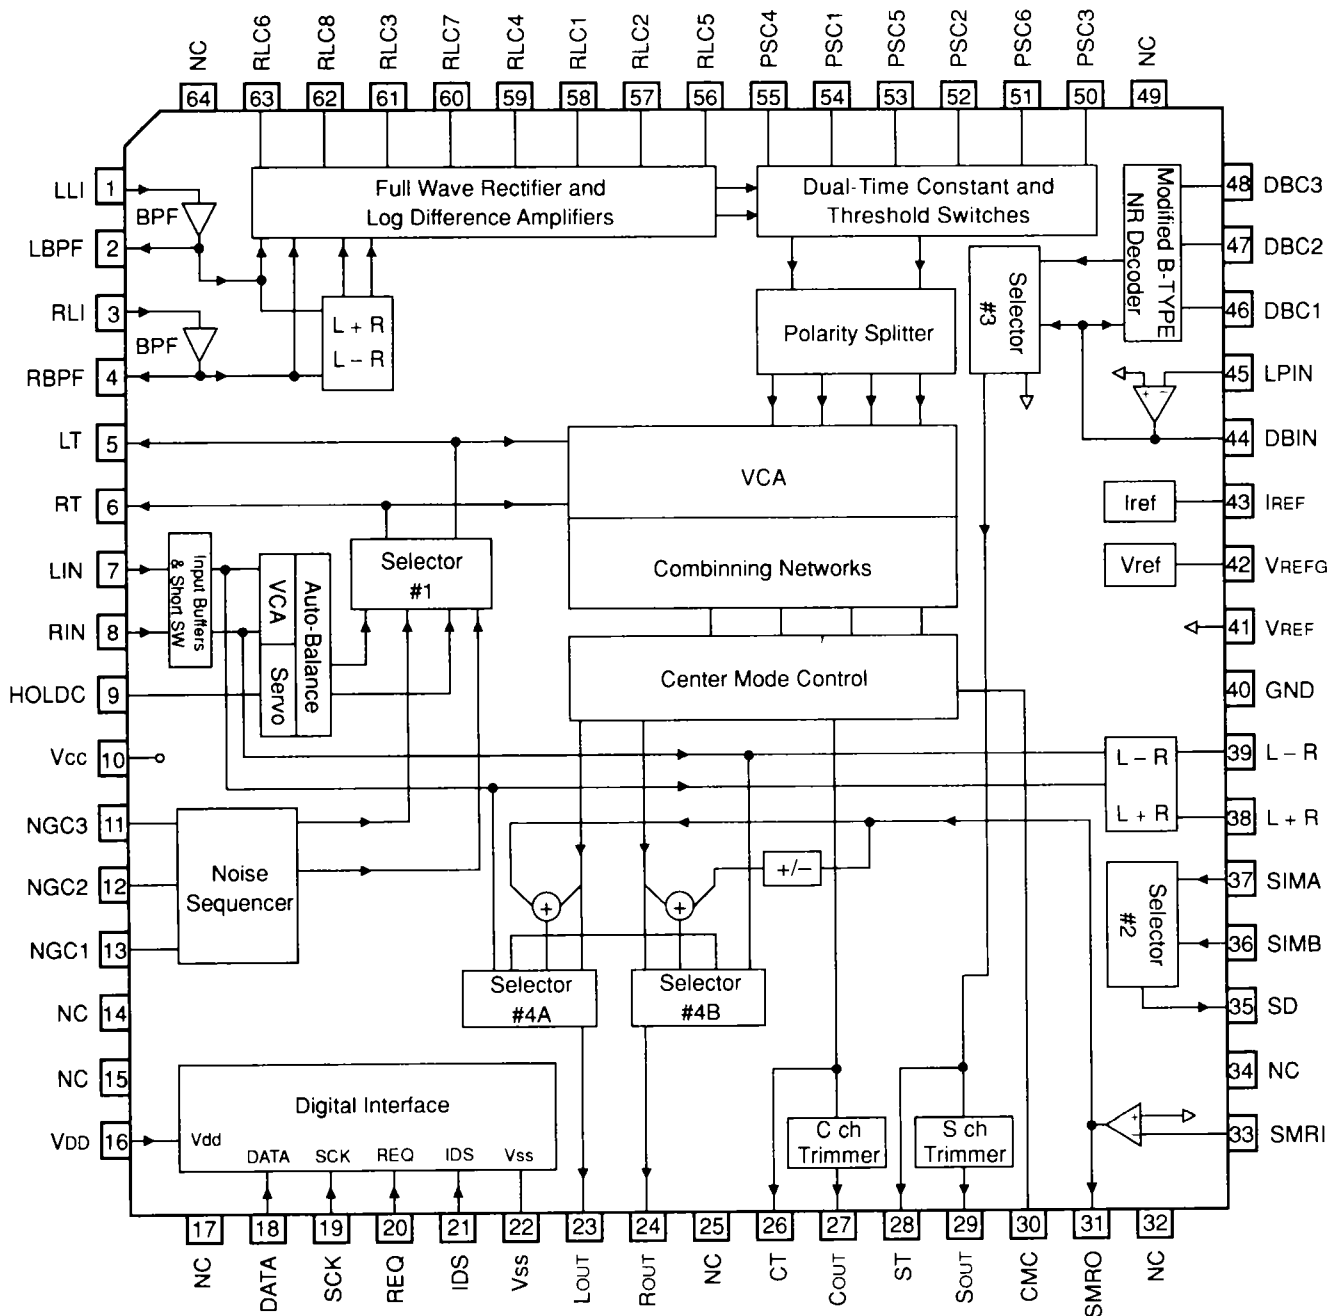 NC
RLC6
RLC8
RLC3
RLC7
RLC4
RLC1
RLC2
RLC5
PSC4
PSC1
PSC5
PSC2
PSC6
PSC3
NC
64
63
62
61
60
59
58
57
56
55
54
53
52
51
50
49
LLI 1
BPF
LBPF 2
RLI 3
BPF
RBPF 4
LT 5
RT 6
LIN 7
RIN 8
HOLDC 9
Vcc 10
NGC3 11
NGC2 12
NGC1 13
NC 14
NC 15
VDD 16
Full Wave Rectifier and
Log Difference Amplifiers
Dual-Time Constant and
Threshold Switches
L + R
L – R
Polarity Splitter
Selector
#3
Modified B-TYPE
NR Decoder
+ –
VCA
Combinning Networks
Center Mode Control
Input Buffers
& Short SW
VCA
Servo
Auto-Balance
Selector
#1
Iref
Vref
L – R
L + R
Noise
Sequencer
+/–
+
+
Selector
#4A
Selector
#4B
Selector
#2
Digital Interface
Vdd
DATA
SCK
REQ
IDS
Vss
C ch
Trimmer
S ch
Trimmer
+
–
48 DBC3
47 DBC2
46 DBC1
45 LPIN
44 DBIN
43 IREF
42 VREFG
41 VREF
40 GND
39 L – R
38 L + R
37 SIMA
36 SIMB
35 SD
34 NC
33 SMRI
17
18
19
20
21
22
23
24
25
26
27
28
29
30
31
32
NC
DATA
SCK
REQ
IDS
Vss
LOUT
ROUT
NC
CT
COUT
ST
SOUT
CMC
SMRO
NC